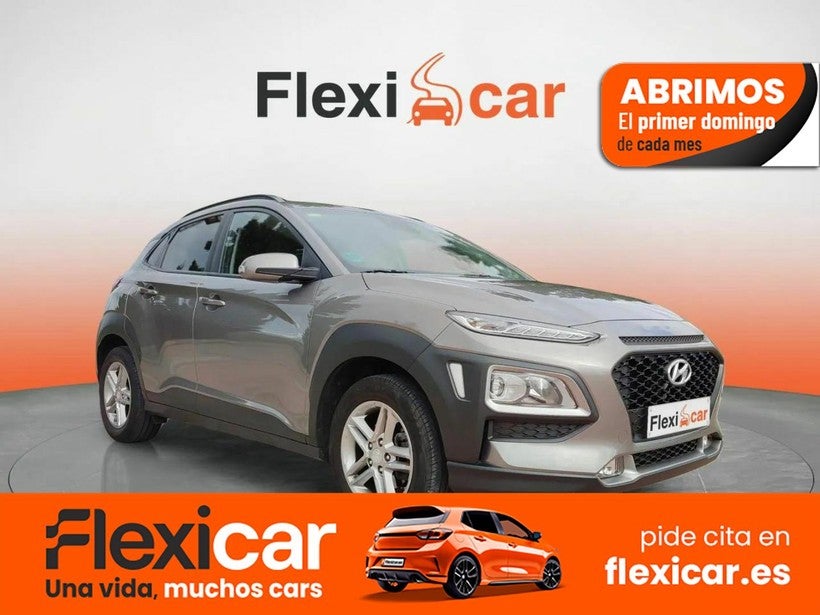 Flexicar
ABRIMOS
El primer domingo
de cada mes
Flexicar
Flexicar
Una vida, muchos cars
pide cita en
flexicar.es